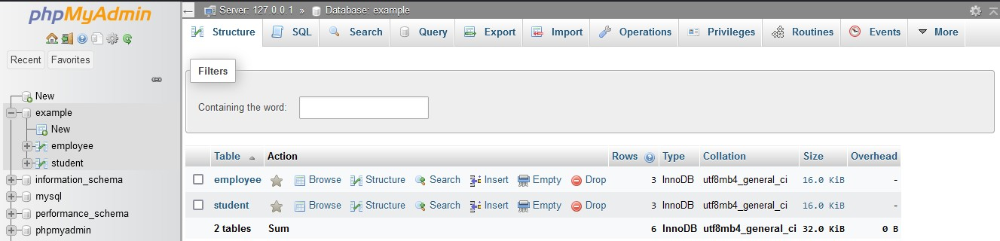 phpMyAdmin
Recent Favorites
New
example
New
employee
student
information_schema
mysql
performance_schema
phpmyadmin
Server: 127.0.0.1 » Database: example
Structure SQL Search Query Export Import Operations Privileges Routines Events More
Filters
Containing the word:
Table Action Rows Type Collation Size Overhead
employee Browse Structure Search Insert Empty Drop 3 InnoDB utf8mb4_general_ci 16.0 KiB -
student Browse Structure Search Insert Empty Drop 3 InnoDB utf8mb4_general_ci 16.0 KiB -
2 tables Sum 6 InnoDB utf8mb4_general_ci 32.0 KiB 0 B